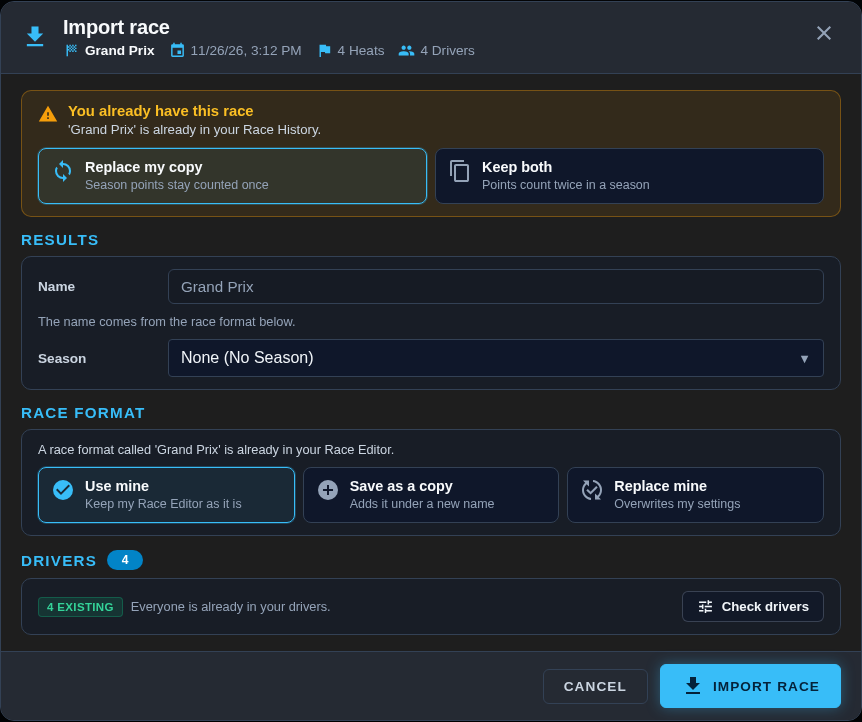 Import race
Grand Prix 11/26/26, 3:12 PM 4 Heats 4 Drivers
You already have this race
'Grand Prix' is already in your Race History.
Replace my copy
Season points stay counted once
Keep both
Points count twice in a season
RESULTS
Name Grand Prix
The name comes from the race format below.
Season None (No Season)
RACE FORMAT
A race format called 'Grand Prix' is already in your Race Editor.
Use mine
Keep my Race Editor as it is
Save as a copy
Adds it under a new name
Replace mine
Overwrites my settings
DRIVERS 4
4 EXISTING Everyone is already in your drivers. Check drivers
CANCEL IMPORT RACE